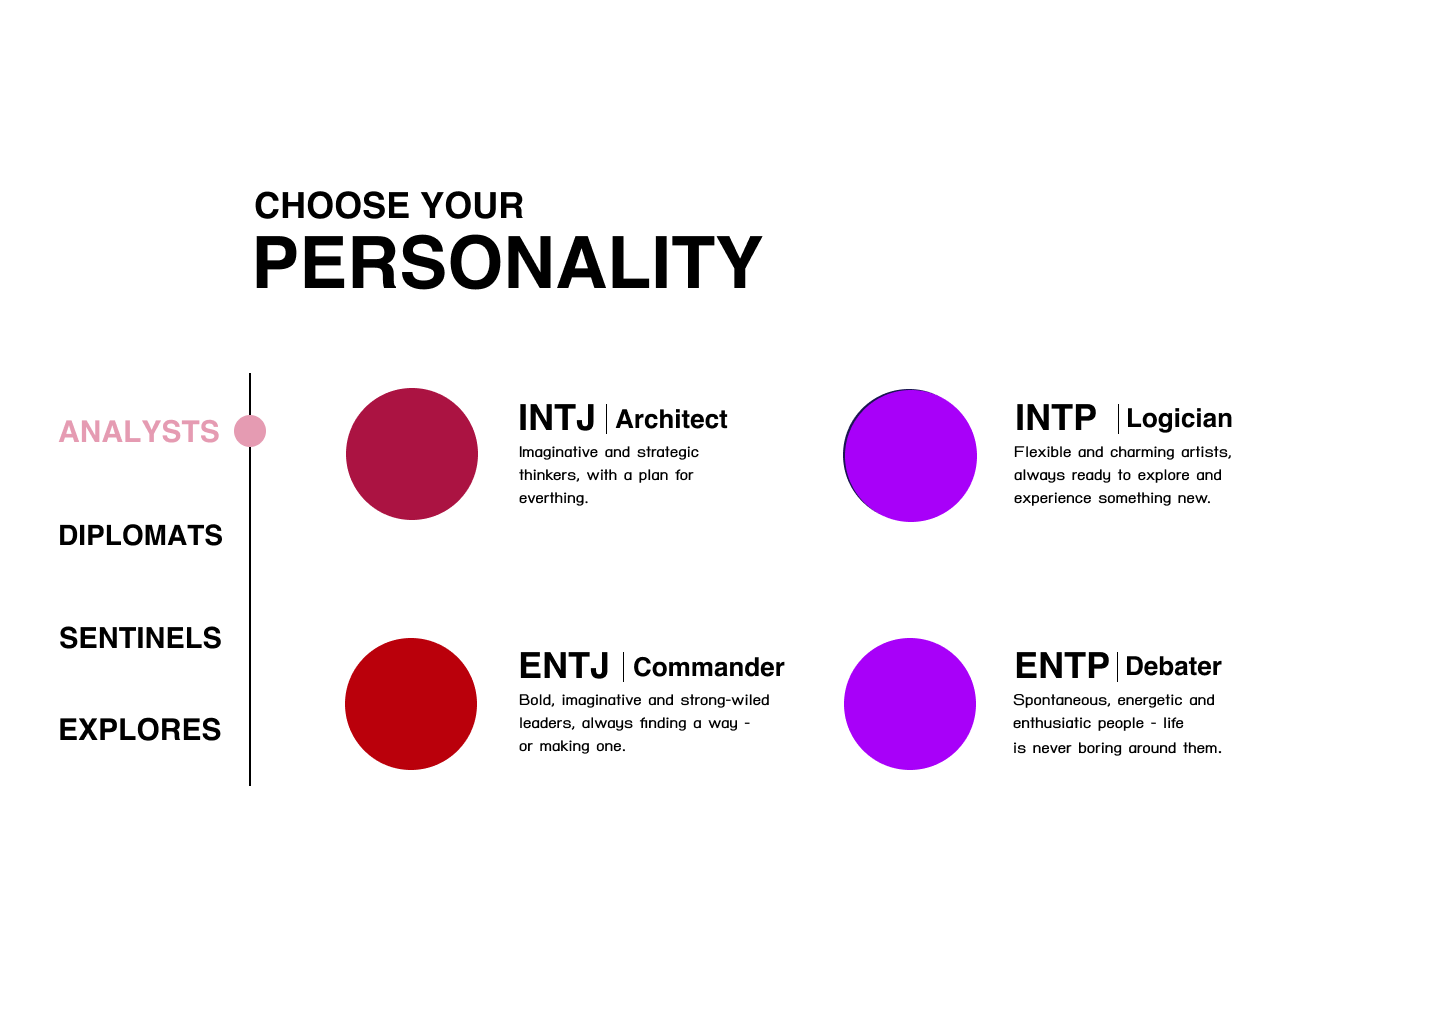 CHOOSE YOUR
PERSONALITY
ANALYSTS
DIPLOMATS
SENTINELS
EXPLORES
INTJ | Architect
Imaginative and strategic
thinkers, with a plan for
everthing.
INTP | Logician
Flexible and charming artists,
always ready to explore and
experience something new.
ENTJ | Commander
Bold, imaginative and strong-wiled
leaders, always finding a way -
or making one.
ENTP | Debater
Spontaneous, energetic and
enthusiatic people - life
is never boring around them.